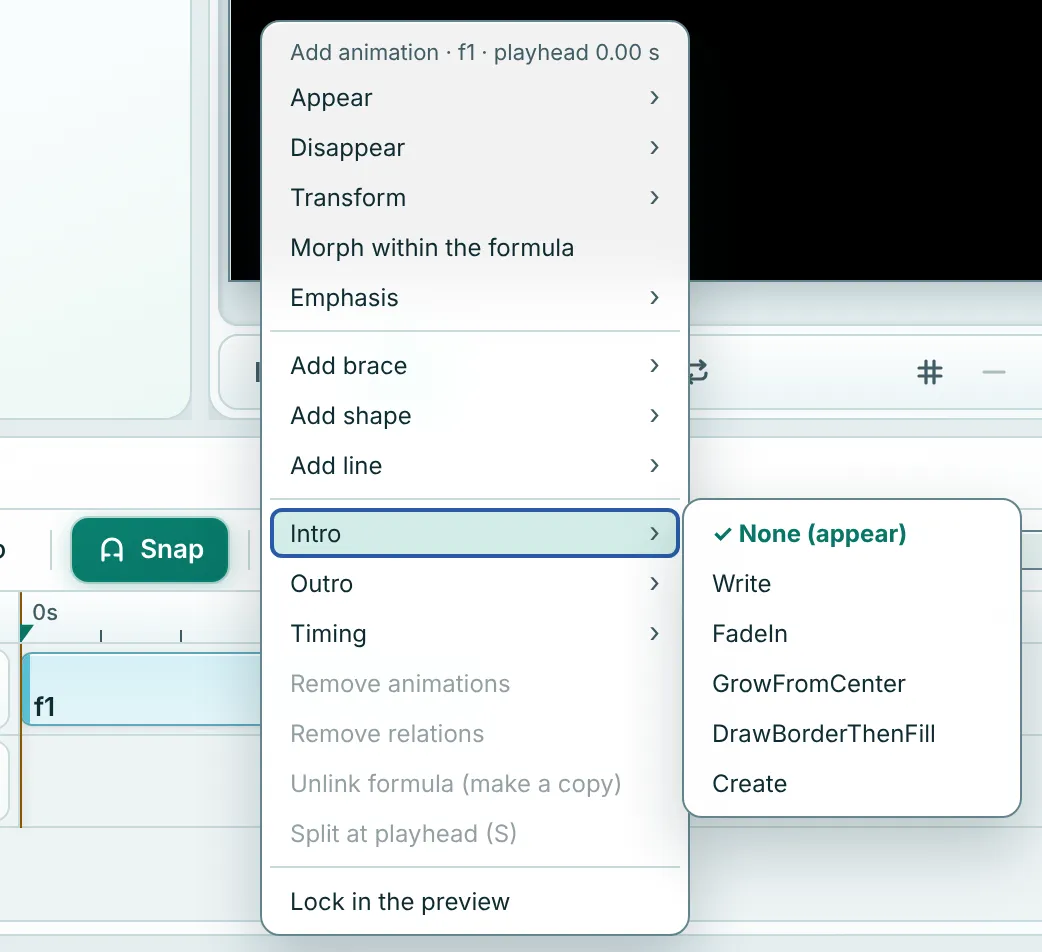 Add animation · f1 · playhead 0.00 s
Appear
Disappear
Transform
Morph within the formula
Emphasis
Add brace
Add shape
Add line
Intro
Outro
Timing
Remove animations
Remove relations
Unlink formula (make a copy)
Split at playhead (S)
Lock in the preview
✓ None (appear)
Write
FadeIn
GrowFromCenter
DrawBorderThenFill
Create
Snap
0s
f1